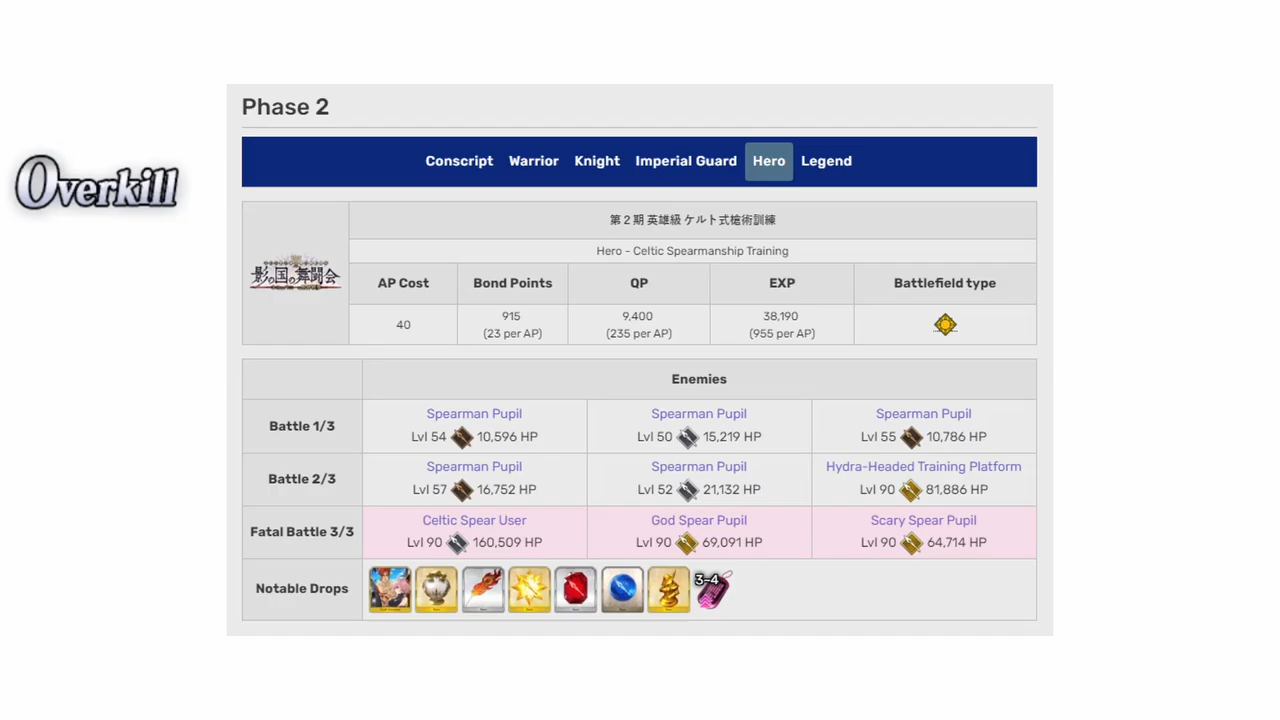 Phase 2
Overkill
Conscript Warrior Knight Imperial Guard Hero Legend
影の国の舞闘会
第2期 英雄級 ケルト式槍術訓練
Hero - Celtic Spearmanship Training
AP Cost Bond Points QP EXP Battlefield type
40 915 9,400 38,190
(23 per AP) (235 per AP) (955 per AP)
Enemies
Battle 1/3
Spearman Pupil Spearman Pupil Spearman Pupil
Lvl 54 10,596 HP Lvl 50 15,219 HP Lvl 55 10,786 HP
Battle 2/3
Spearman Pupil Spearman Pupil Hydra-Headed Training Platform
Lvl 57 16,752 HP Lvl 52 21,132 HP Lvl 90 81,886 HP
Fatal Battle 3/3
Celtic Spear User God Spear Pupil Scary Spear Pupil
Lvl 90 160,509 HP Lvl 90 69,091 HP Lvl 90 64,714 HP
Notable Drops
3-4